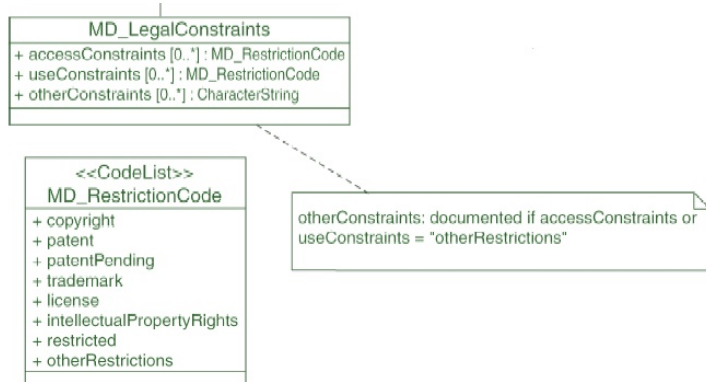 MD_LegalConstraints
+ accessConstraints [0..*] : MD_RestrictionCode
+ useConstraints [0..*] : MD_RestrictionCode
+ otherConstraints [0..*] : CharacterString
<<CodeList>>
MD_RestrictionCode
+ copyright
+ patent
+ patentPending
+ trademark
+ license
+ intellectualPropertyRights
+ restricted
+ otherRestrictions
otherConstraints: documented if accessConstraints or
useConstraints = "otherRestrictions"